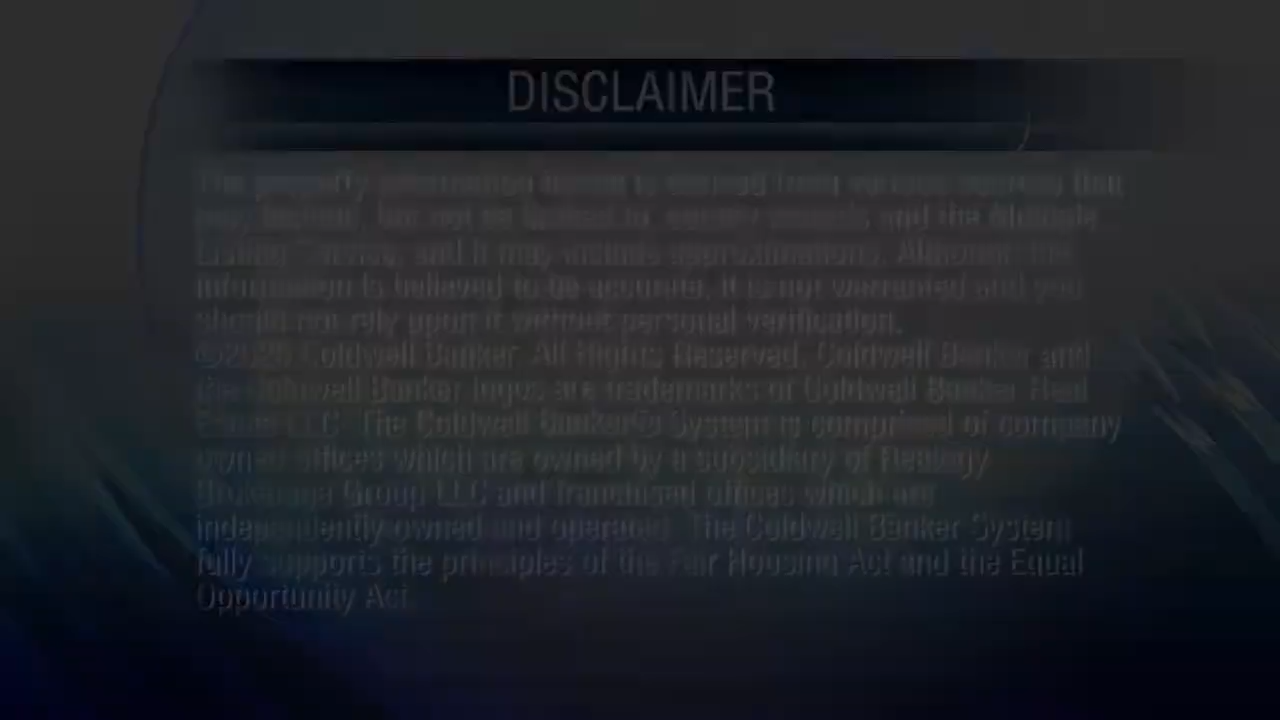 DISCLAIMER
The property information herein is derived from various sources that
may include, but not be limited to, county records and the Multiple
Listing Service, and it may include approximations. Although the
information is believed to be accurate, it is not warranted and you
should not rely upon it without personal verification.
Coldwell Banker. All Rights Reserved. Coldwell Banker and
the Coldwell Banker logos are trademarks of Coldwell Banker Real
Estate LLC. The Coldwell Banker® System is comprised of company
owned offices which are owned by a subsidiary of Realogy
Brokerage Group LLC and franchised offices which are
independently owned and operated. The Coldwell Banker System
fully supports the principles of the Fair Housing Act and the Equal
Opportunity Act.